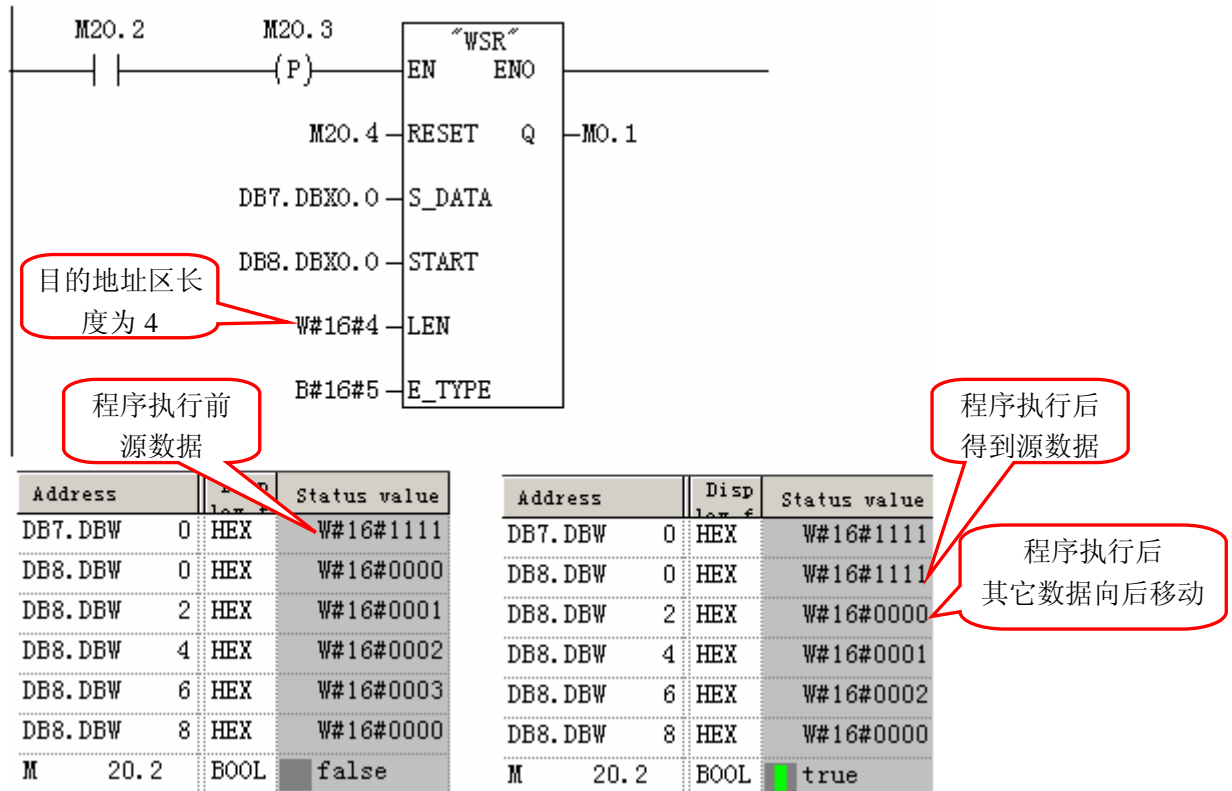 M20.2 M20.3 "WSR"
(P) EN ENO
M20.4 RESET Q M0.1
DB7.DBX0.0 S_DATA
DB8.DBX0.0 START
目的地址区长
度为 4
W#16#4 LEN
B#16#5 E_TYPE
程序执行前
源数据
程序执行后
得到源数据
程序执行后
其它数据向后移动
Address Status value
DB7.DBW 0 HEX W#16#1111
DB8.DBW 0 HEX W#16#0000
DB8.DBW 2 HEX W#16#0001
DB8.DBW 4 HEX W#16#0002
DB8.DBW 6 HEX W#16#0003
DB8.DBW 8 HEX W#16#0000
M 20.2 BOOL false
Address Disp Status value
DB7.DBW 0 HEX W#16#1111
DB8.DBW 0 HEX W#16#1111
DB8.DBW 2 HEX W#16#0000
DB8.DBW 4 HEX W#16#0001
DB8.DBW 6 HEX W#16#0002
DB8.DBW 8 HEX W#16#0000
M 20.2 BOOL true